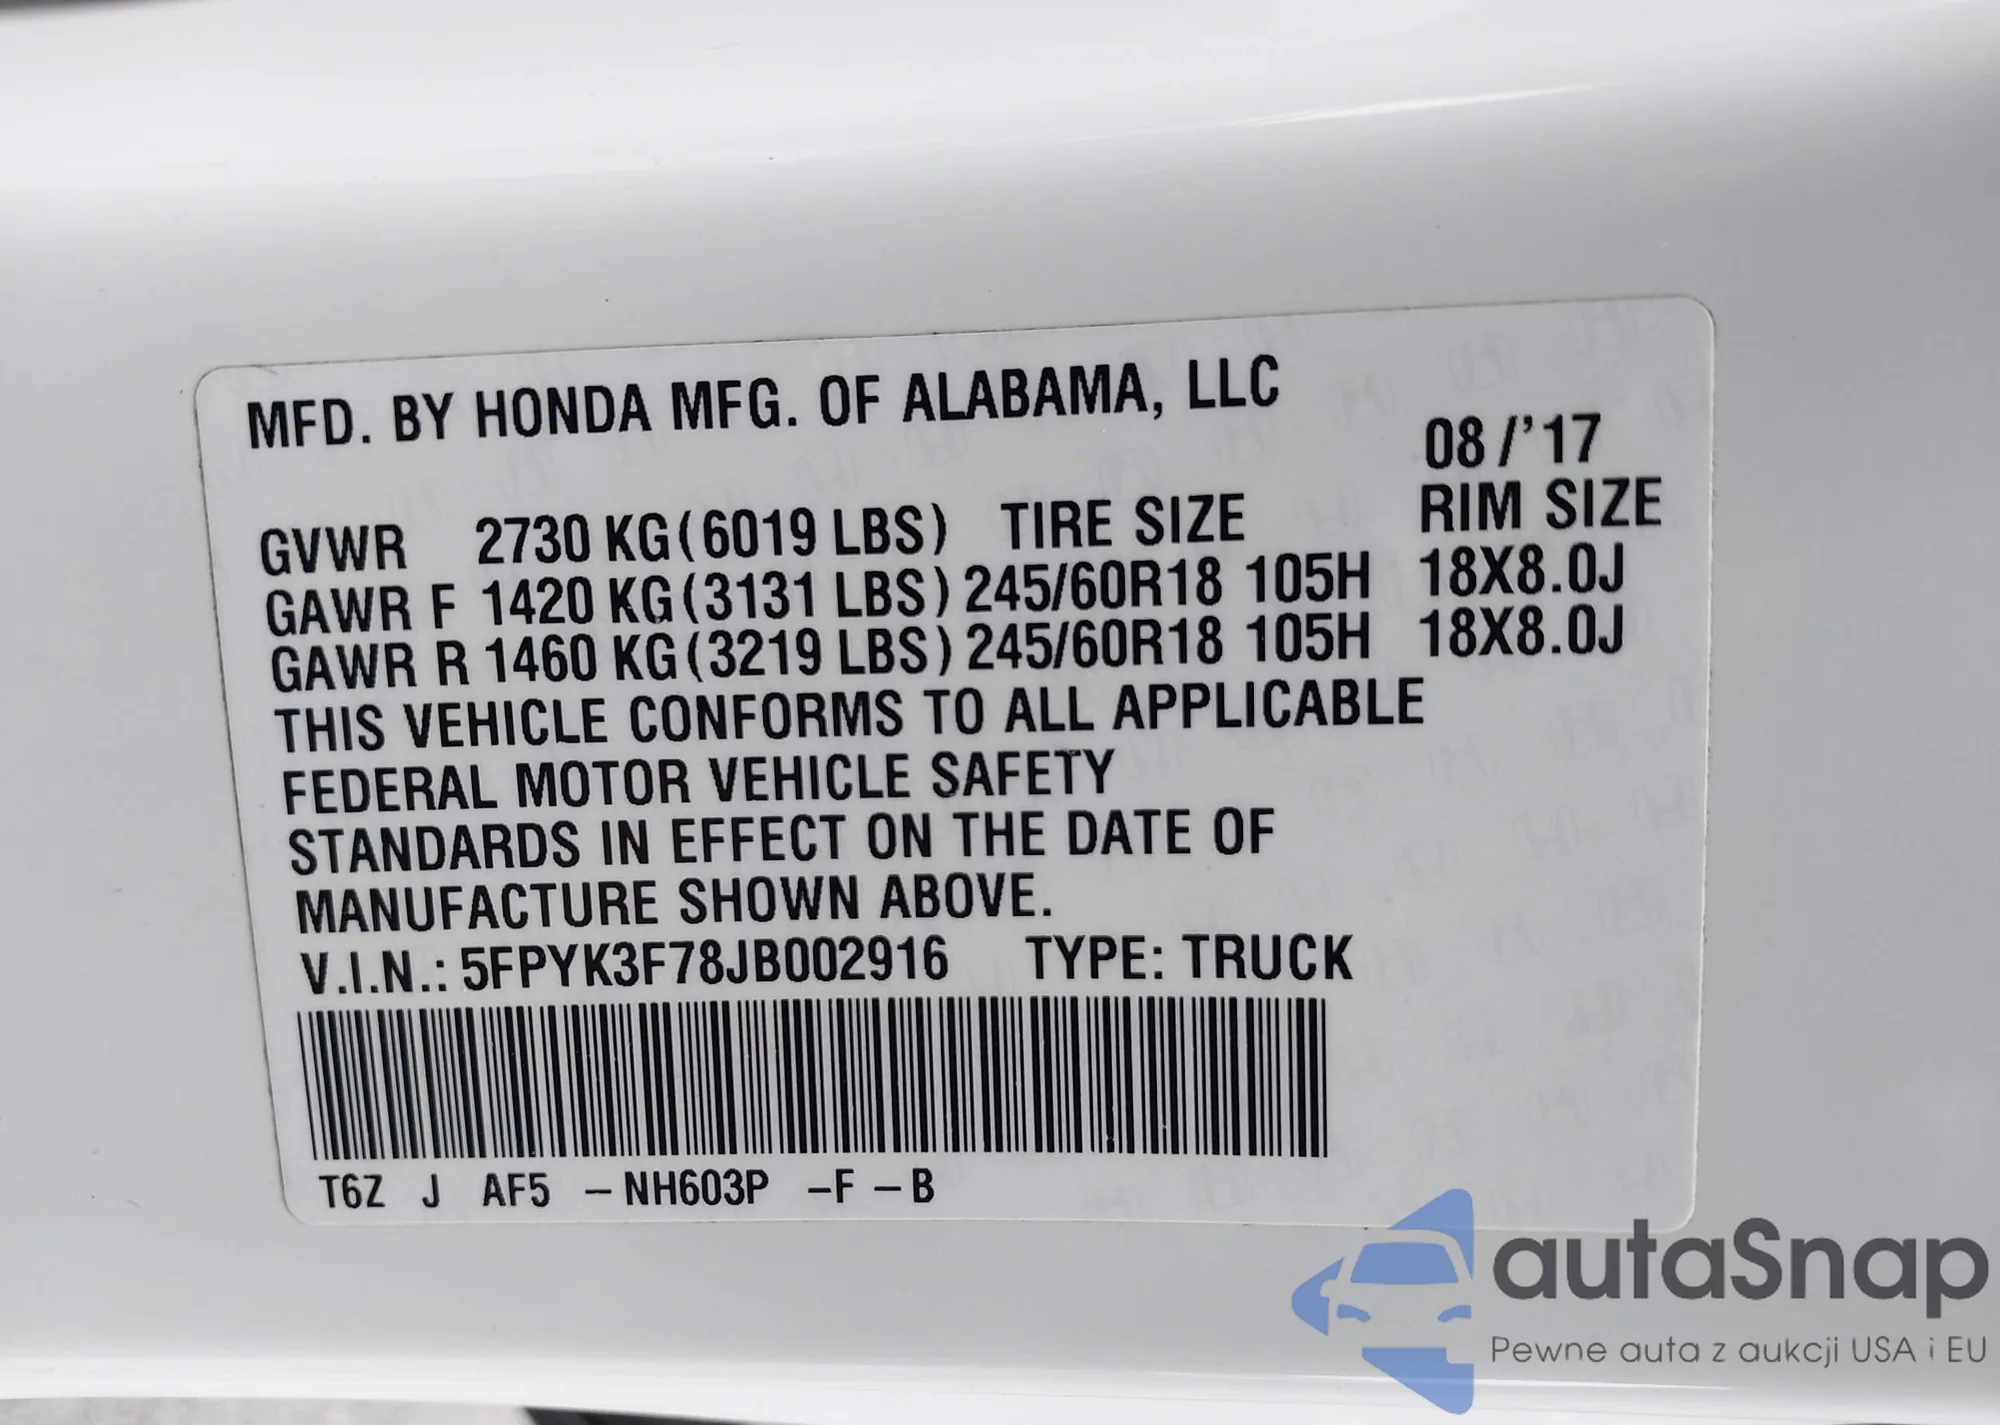 MFD. BY HONDA MFG. OF ALABAMA, LLC
08/'17
GVWR 2730 KG(6019 LBS) TIRE SIZE RIM SIZE
GAWR F 1420 KG(3131 LBS) 245/60R18 105H 18X8.0J
GAWR R 1460 KG(3219 LBS) 245/60R18 105H 18X8.0J
THIS VEHICLE CONFORMS TO ALL APPLICABLE
FEDERAL MOTOR VEHICLE SAFETY
STANDARDS IN EFFECT ON THE DATE OF
MANUFACTURE SHOWN ABOVE.
V.I.N.: 5FPYK3F78JB002916 TYPE: TRUCK
T6Z J AF5 – NH603P –F – B
autaSnap
Pewne auta z aukcji USA i EU